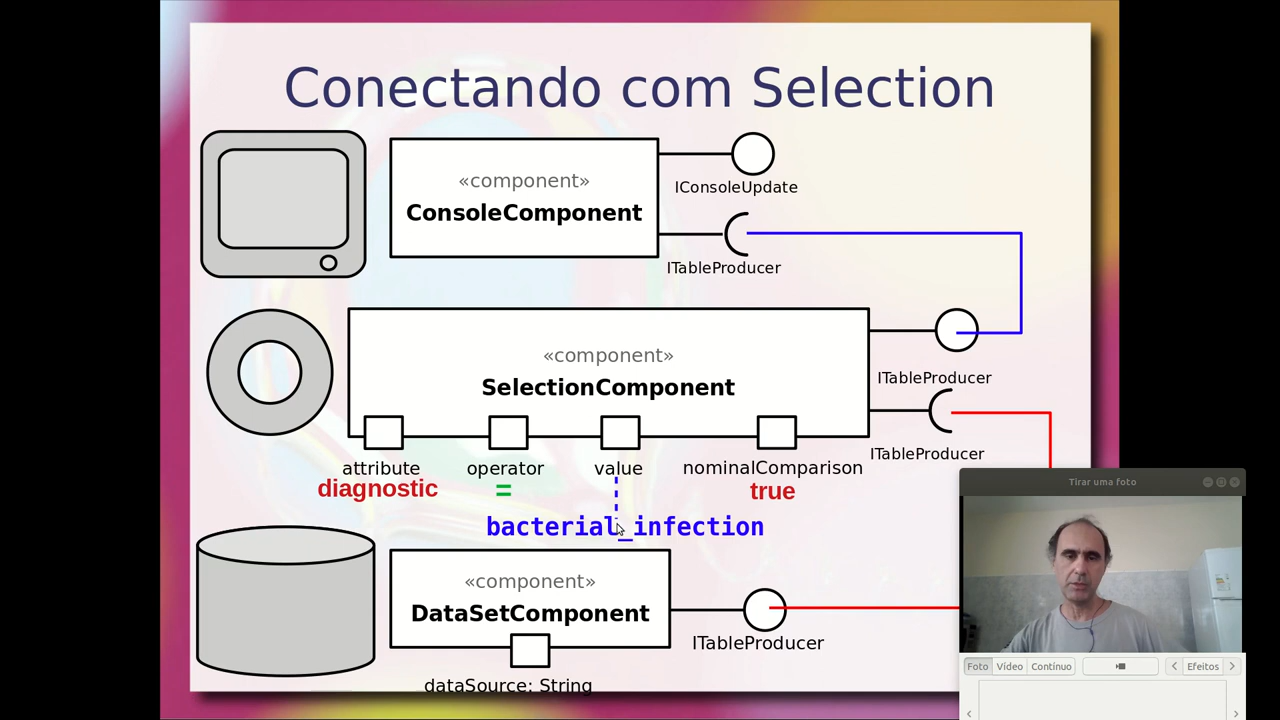 Conectando com Selection
«component»
ConsoleComponent
IConsoleUpdate
ITableProducer
«component»
SelectionComponent
ITableProducer
ITableProducer
attribute operator value nominalComparison
diagnostic = true
bacterial_infection
«component»
DataSetComponent
ITableProducer
dataSource: String
Tirar uma foto
Foto Vídeo Contínuo Efeitos